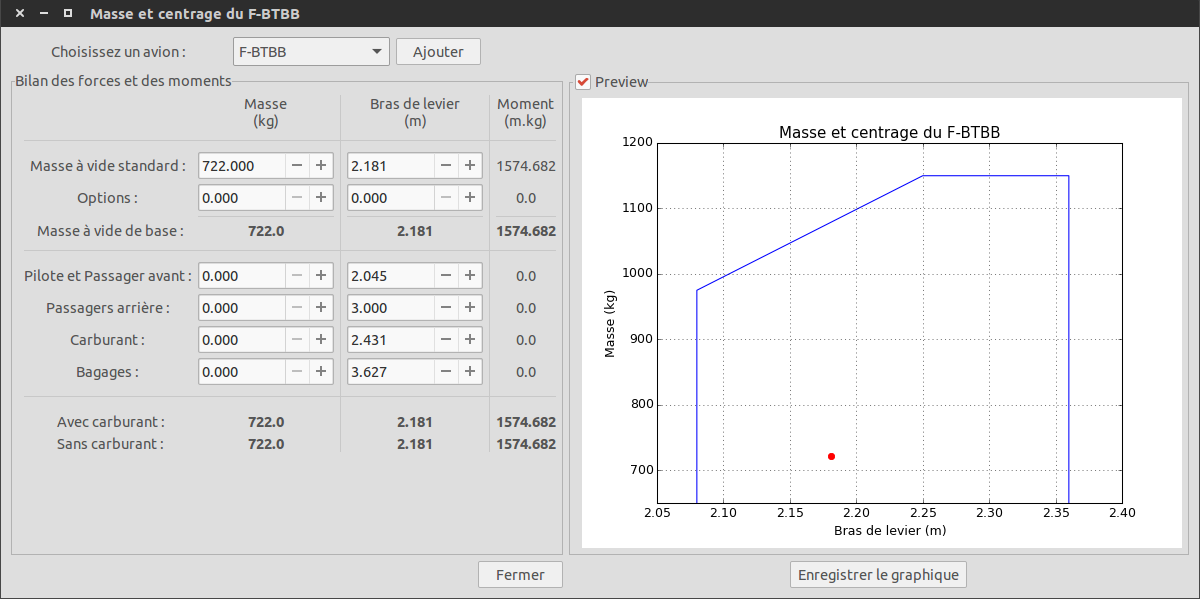 Masse et centrage du F-BTBB
Choisissez un avion : F-BTBB Ajouter
Bilan des forces et des moments
Masse Bras de levier Moment
(kg) (m) (m.kg)
Masse à vide standard : 722.000 2.181 1574.682
Options : 0.000 0.000 0.0
Masse à vide de base : 722.0 2.181 1574.682
Pilote et Passager avant : 0.000 2.045 0.0
Passagers arrière : 0.000 3.000 0.0
Carburant : 0.000 2.431 0.0
Bagages : 0.000 3.627 0.0
Avec carburant : 722.0 2.181 1574.682
Sans carburant : 722.0 2.181 1574.682
Fermer
Preview
Masse et centrage du F-BTBB
1200
1100
1000
900
800
700
Masse (kg)
2.05 2.10 2.15 2.20 2.25 2.30 2.35 2.40
Bras de levier (m)
Enregistrer le graphique